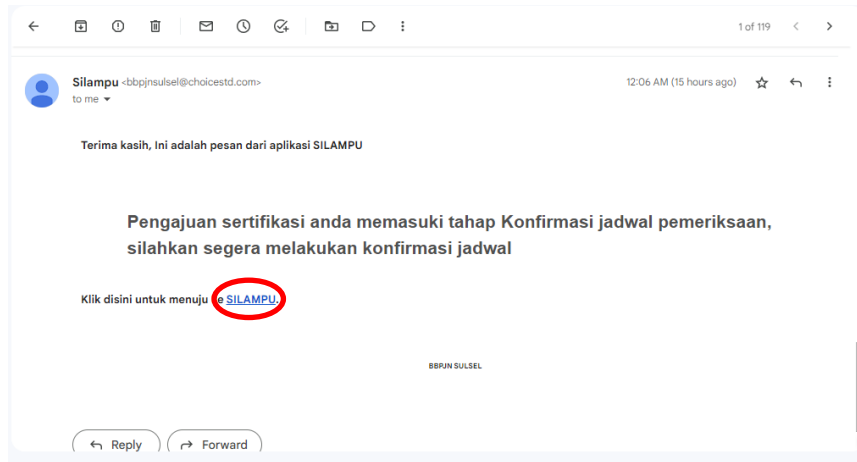 1 of 119
Silampu <bbpjnsulsel@choicestd.com>
12:06 AM (15 hours ago)
to me
Terima kasih, Ini adalah pesan dari aplikasi SILAMPU
Pengajuan sertifikasi anda memasuki tahap Konfirmasi jadwal pemeriksaan,
silahkan segera melakukan konfirmasi jadwal
Klik disini untuk menuju e SILAMPU.
BBPJN SULSEL
Reply
Forward